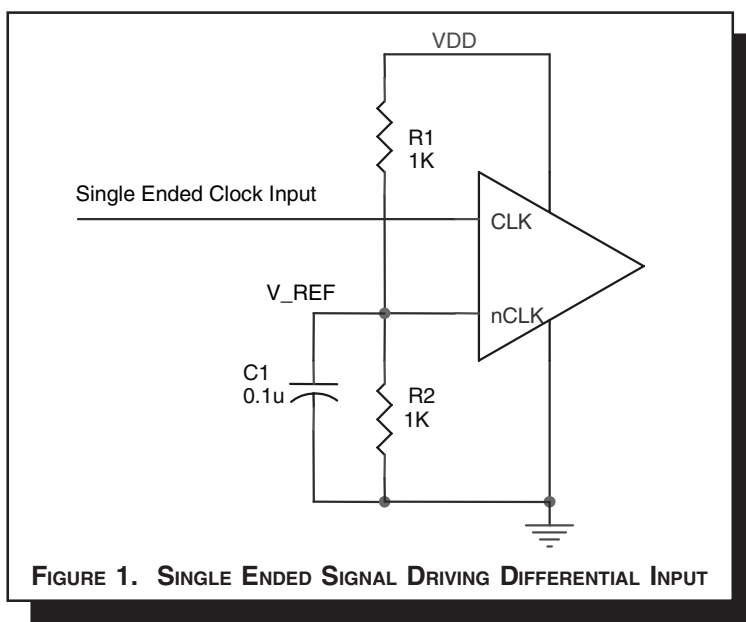 VDD
R1
1K
Single Ended Clock Input
CLK
V_REF
nCLK
C1
0.1u
R2
1K
FIGURE 1. SINGLE ENDED SIGNAL DRIVING DIFFERENTIAL INPUT